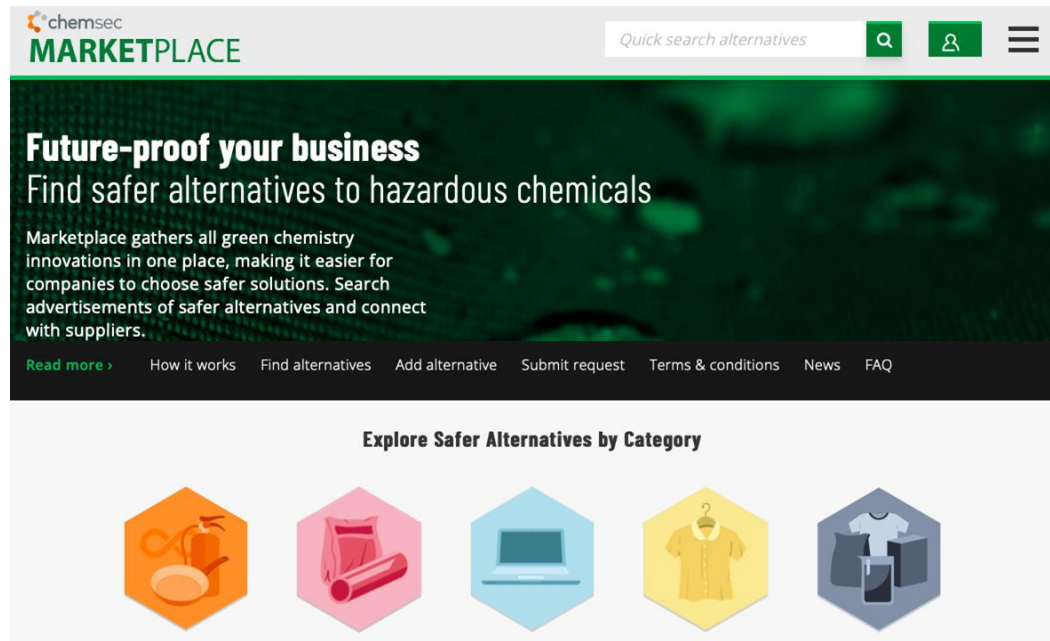 chemsec
MARKETPLACE
Quick search alternatives
Future-proof your business
Find safer alternatives to hazardous chemicals
Marketplace gathers all green chemistry
innovations in one place, making it easier for
companies to choose safer solutions. Search
advertisements of safer alternatives and connect
with suppliers.
Read more › How it works Find alternatives Add alternative Submit request Terms & conditions News FAQ
Explore Safer Alternatives by Category